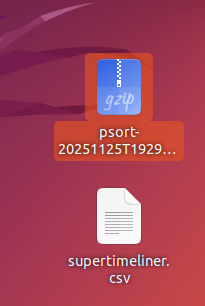 gzip
psort-
20251125T1929...
supertimeliner.
csv